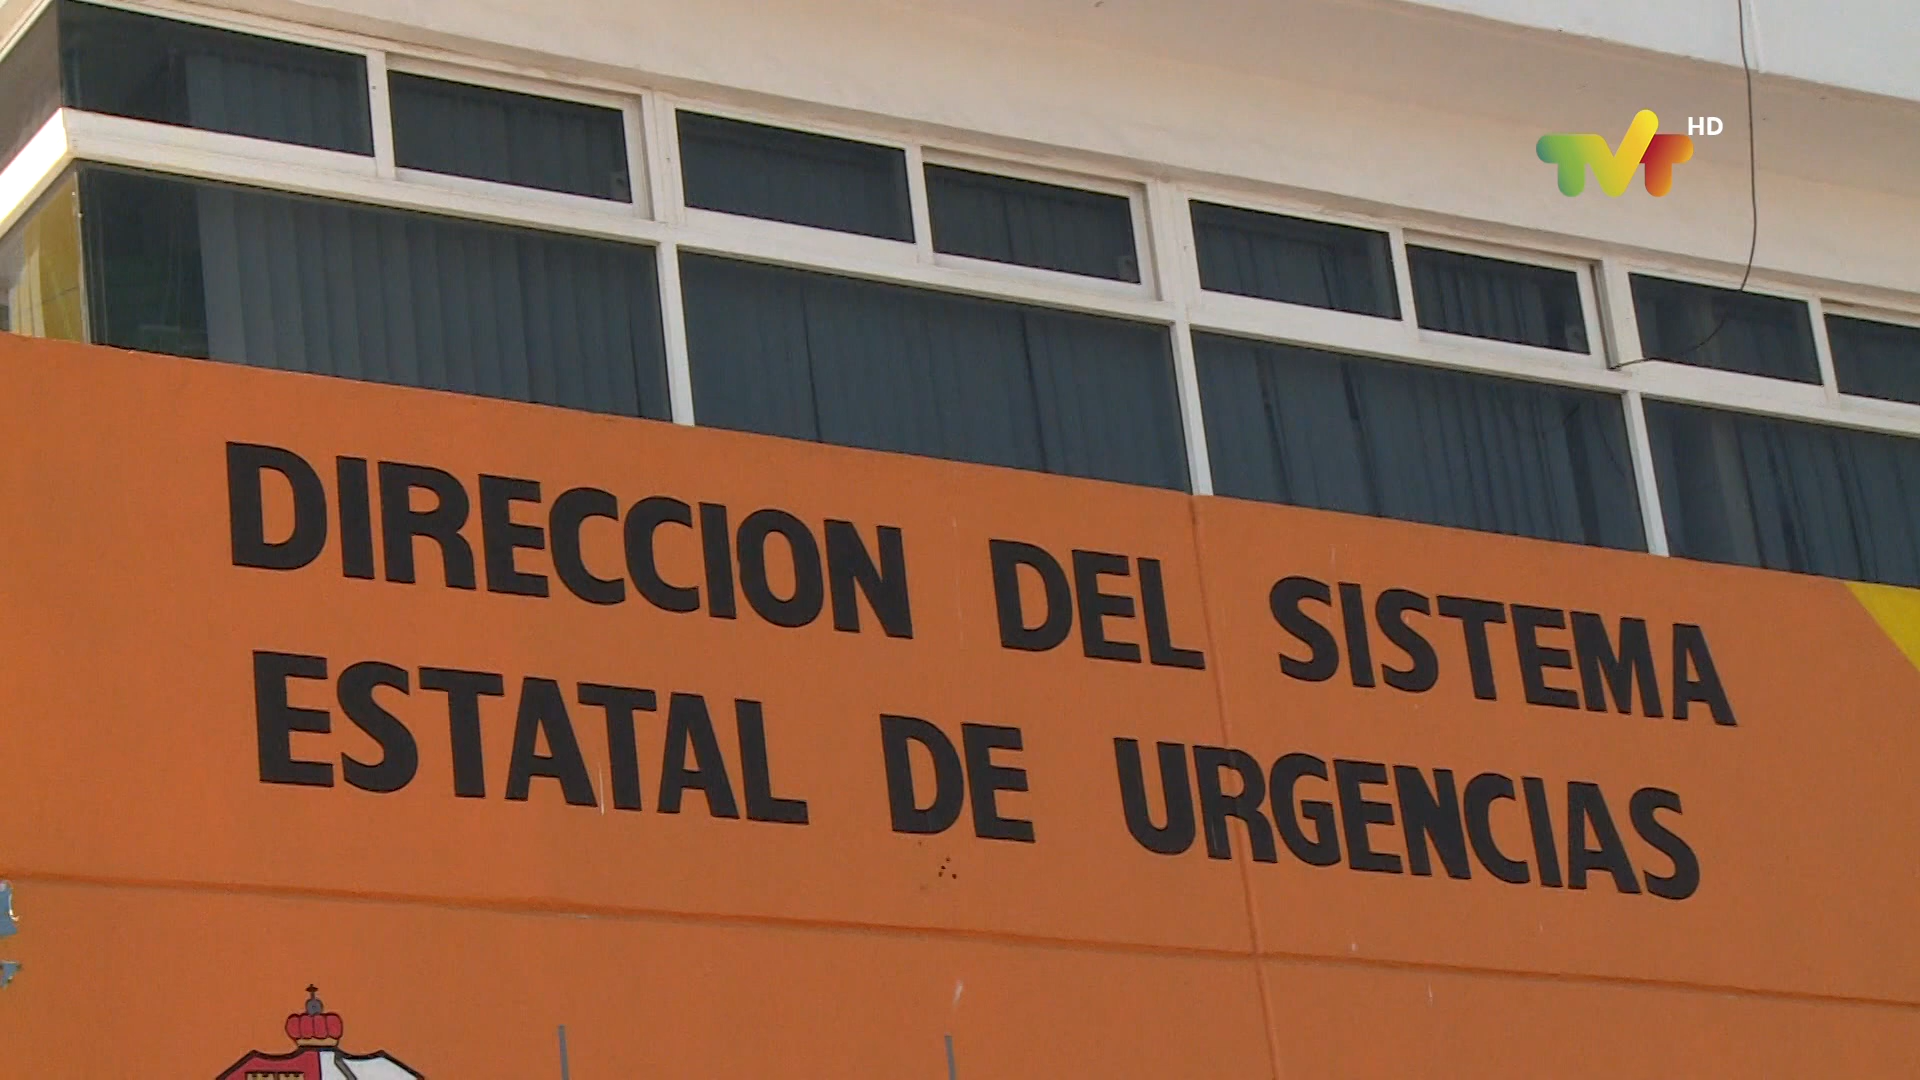 TVT HD
DIRECCION DEL SISTEMA
ESTATAL DE URGENCIAS